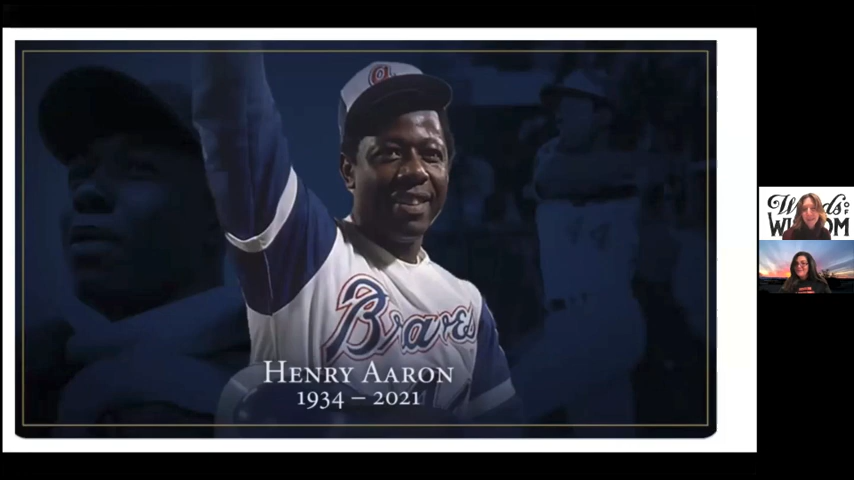 a
Braves
HENRY AARON
1934 – 2021
Words OF
WISDOM